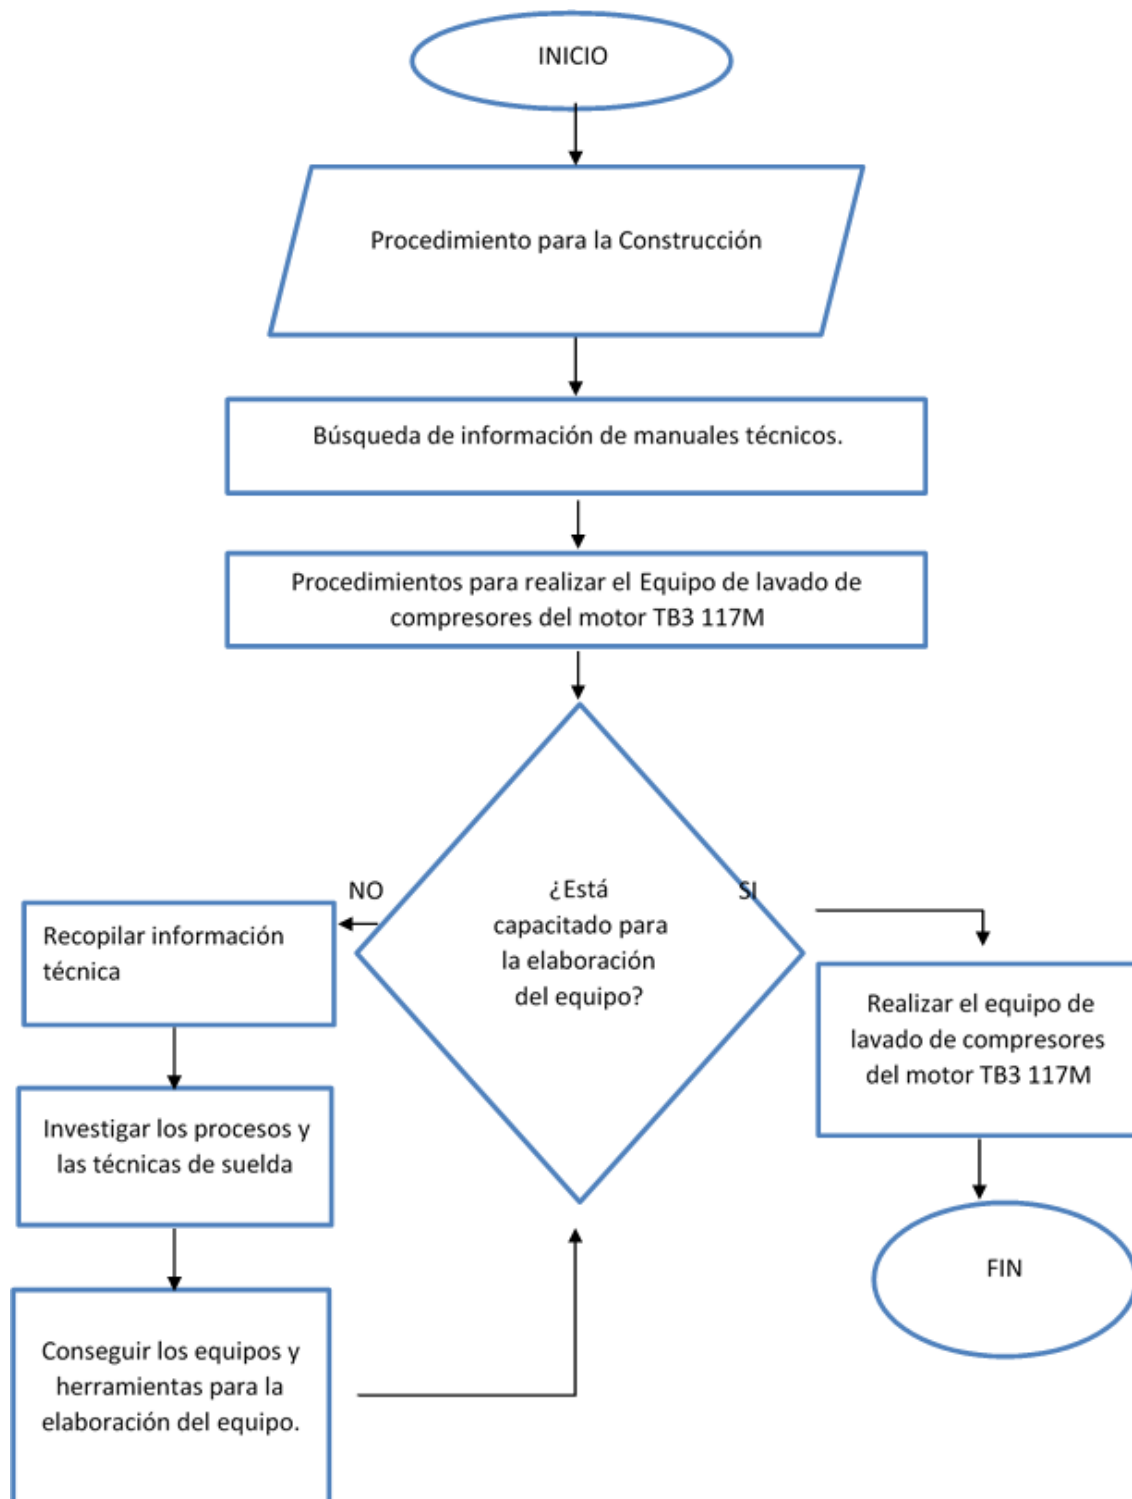 INICIO
Procedimiento para la Construcción
Búsqueda de información de manuales técnicos.
Procedimientos para realizar el Equipo de lavado de
compresores del motor TB3 117M
¿Está
capacitado para
la elaboración
del equipo?
NO
Recopilar información
técnica
Investigar los procesos y
las técnicas de suelda
Conseguir los equipos y
herramientas para la
elaboración del equipo.
SI
Realizar el equipo de
lavado de compresores
del motor TB3 117M
FIN